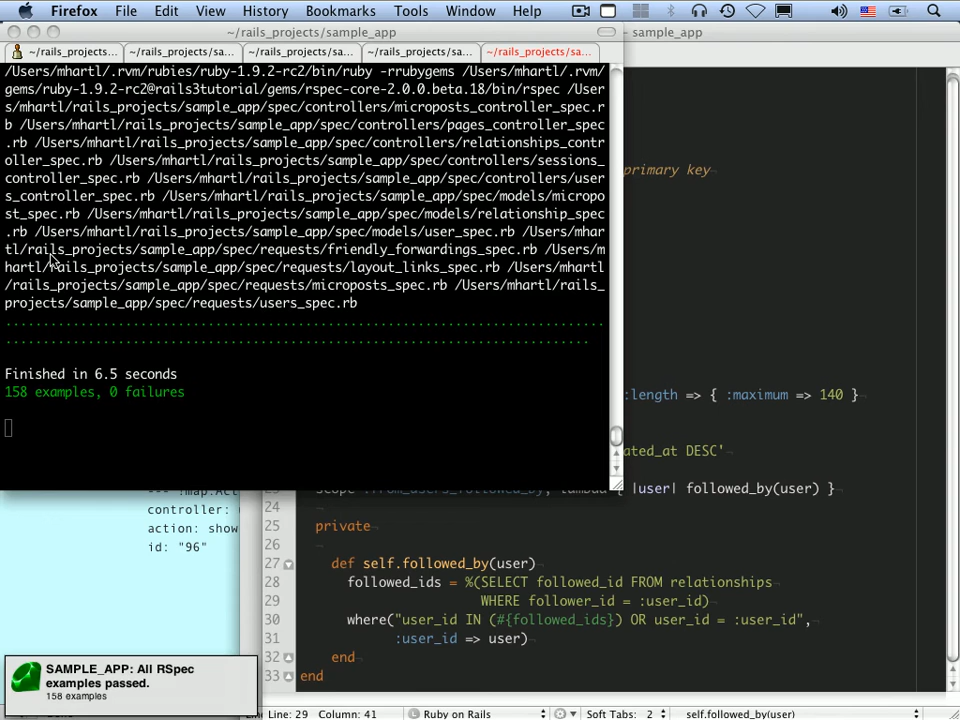 Firefox File Edit View History Bookmarks Tools Window Help
~/rails_projects/sample_app
~/rails_projects... ~/rails_projects/sa... ~/rails_projects/sa... ~/rails_projects/sa... ~/rails_projects/sa...
/Users/mhartl/.rvm/rubies/ruby-1.9.2-rc2/bin/ruby -rrubygems /Users/mhartl/.rvm/
gems/ruby-1.9.2-rc2@rails3tutorial/gems/rspec-core-2.0.0.beta.18/bin/rspec /User
s/mhartl/rails_projects/sample_app/spec/controllers/microposts_controller_spec.r
b /Users/mhartl/rails_projects/sample_app/spec/controllers/pages_controller_spec
.rb /Users/mhartl/rails_projects/sample_app/spec/controllers/relationships_contr
oller_spec.rb /Users/mhartl/rails_projects/sample_app/spec/controllers/sessions_
controller_spec.rb /Users/mhartl/rails_projects/sample_app/spec/controllers/user
s_controller_spec.rb /Users/mhartl/rails_projects/sample_app/spec/models/micropo
st_spec.rb /Users/mhartl/rails_projects/sample_app/spec/models/relationship_spec
.rb /Users/mhartl/rails_projects/sample_app/spec/models/user_spec.rb /Users/mhar
tl/rails_projects/sample_app/spec/requests/friendly_forwardings_spec.rb /Users/m
hartl/rails_projects/sample_app/spec/requests/layout_links_spec.rb /Users/mhartl
/rails_projects/sample_app/spec/requests/microposts_spec.rb /Users/mhartl/rails_
projects/sample_app/spec/requests/users_spec.rb
Finished in 6.5 seconds
158 examples, 0 failures
— sample_app
primary key
:length => { :maximum => 140 }
ated_at DESC'
|user| followed_by(user) }
24
25 private
26
27 def self.followed_by(user)
28 followed_ids = %(SELECT followed_id FROM relationships
29 WHERE follower_id = :user_id)
30 where("user_id IN (#{followed_ids}) OR user_id = :user_id",
31 :user_id => user)
32 end
33 end
controller:
action: show
id: "96"
SAMPLE_APP: All RSpec
examples passed.
158 examples
Line: 29 Column: 41 Ruby on Rails Soft Tabs: 2 self.followed_by(user)